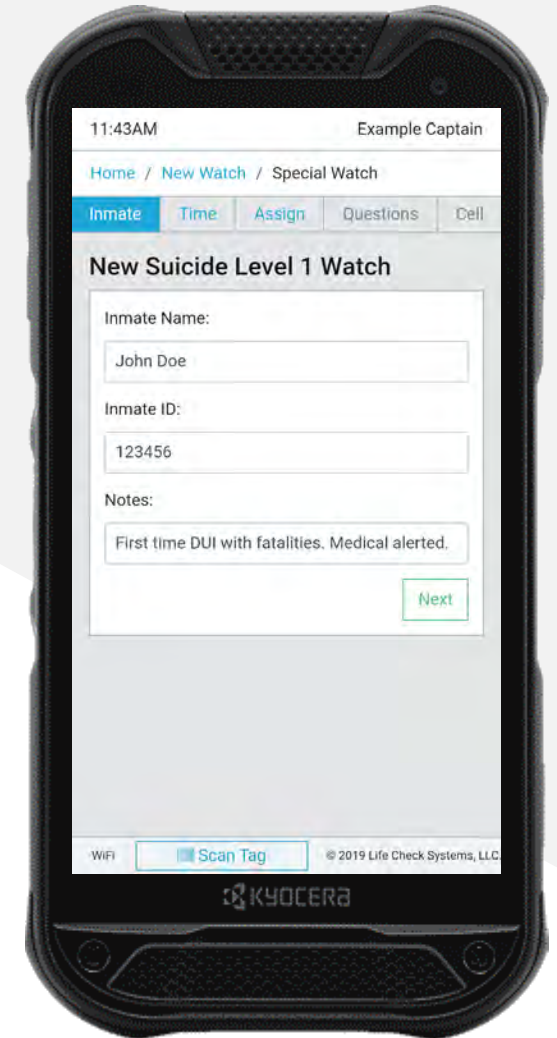 11:43AM Example Captain
Home / New Watch / Special Watch
Inmate Time Assign Questions Cell
New Suicide Level 1 Watch
Inmate Name:
John Doe
Inmate ID:
123456
Notes:
First time DUI with fatalities. Medical alerted.
Next
WiFi Scan Tag © 2019 Life Check Systems, LLC.
KYOCERa